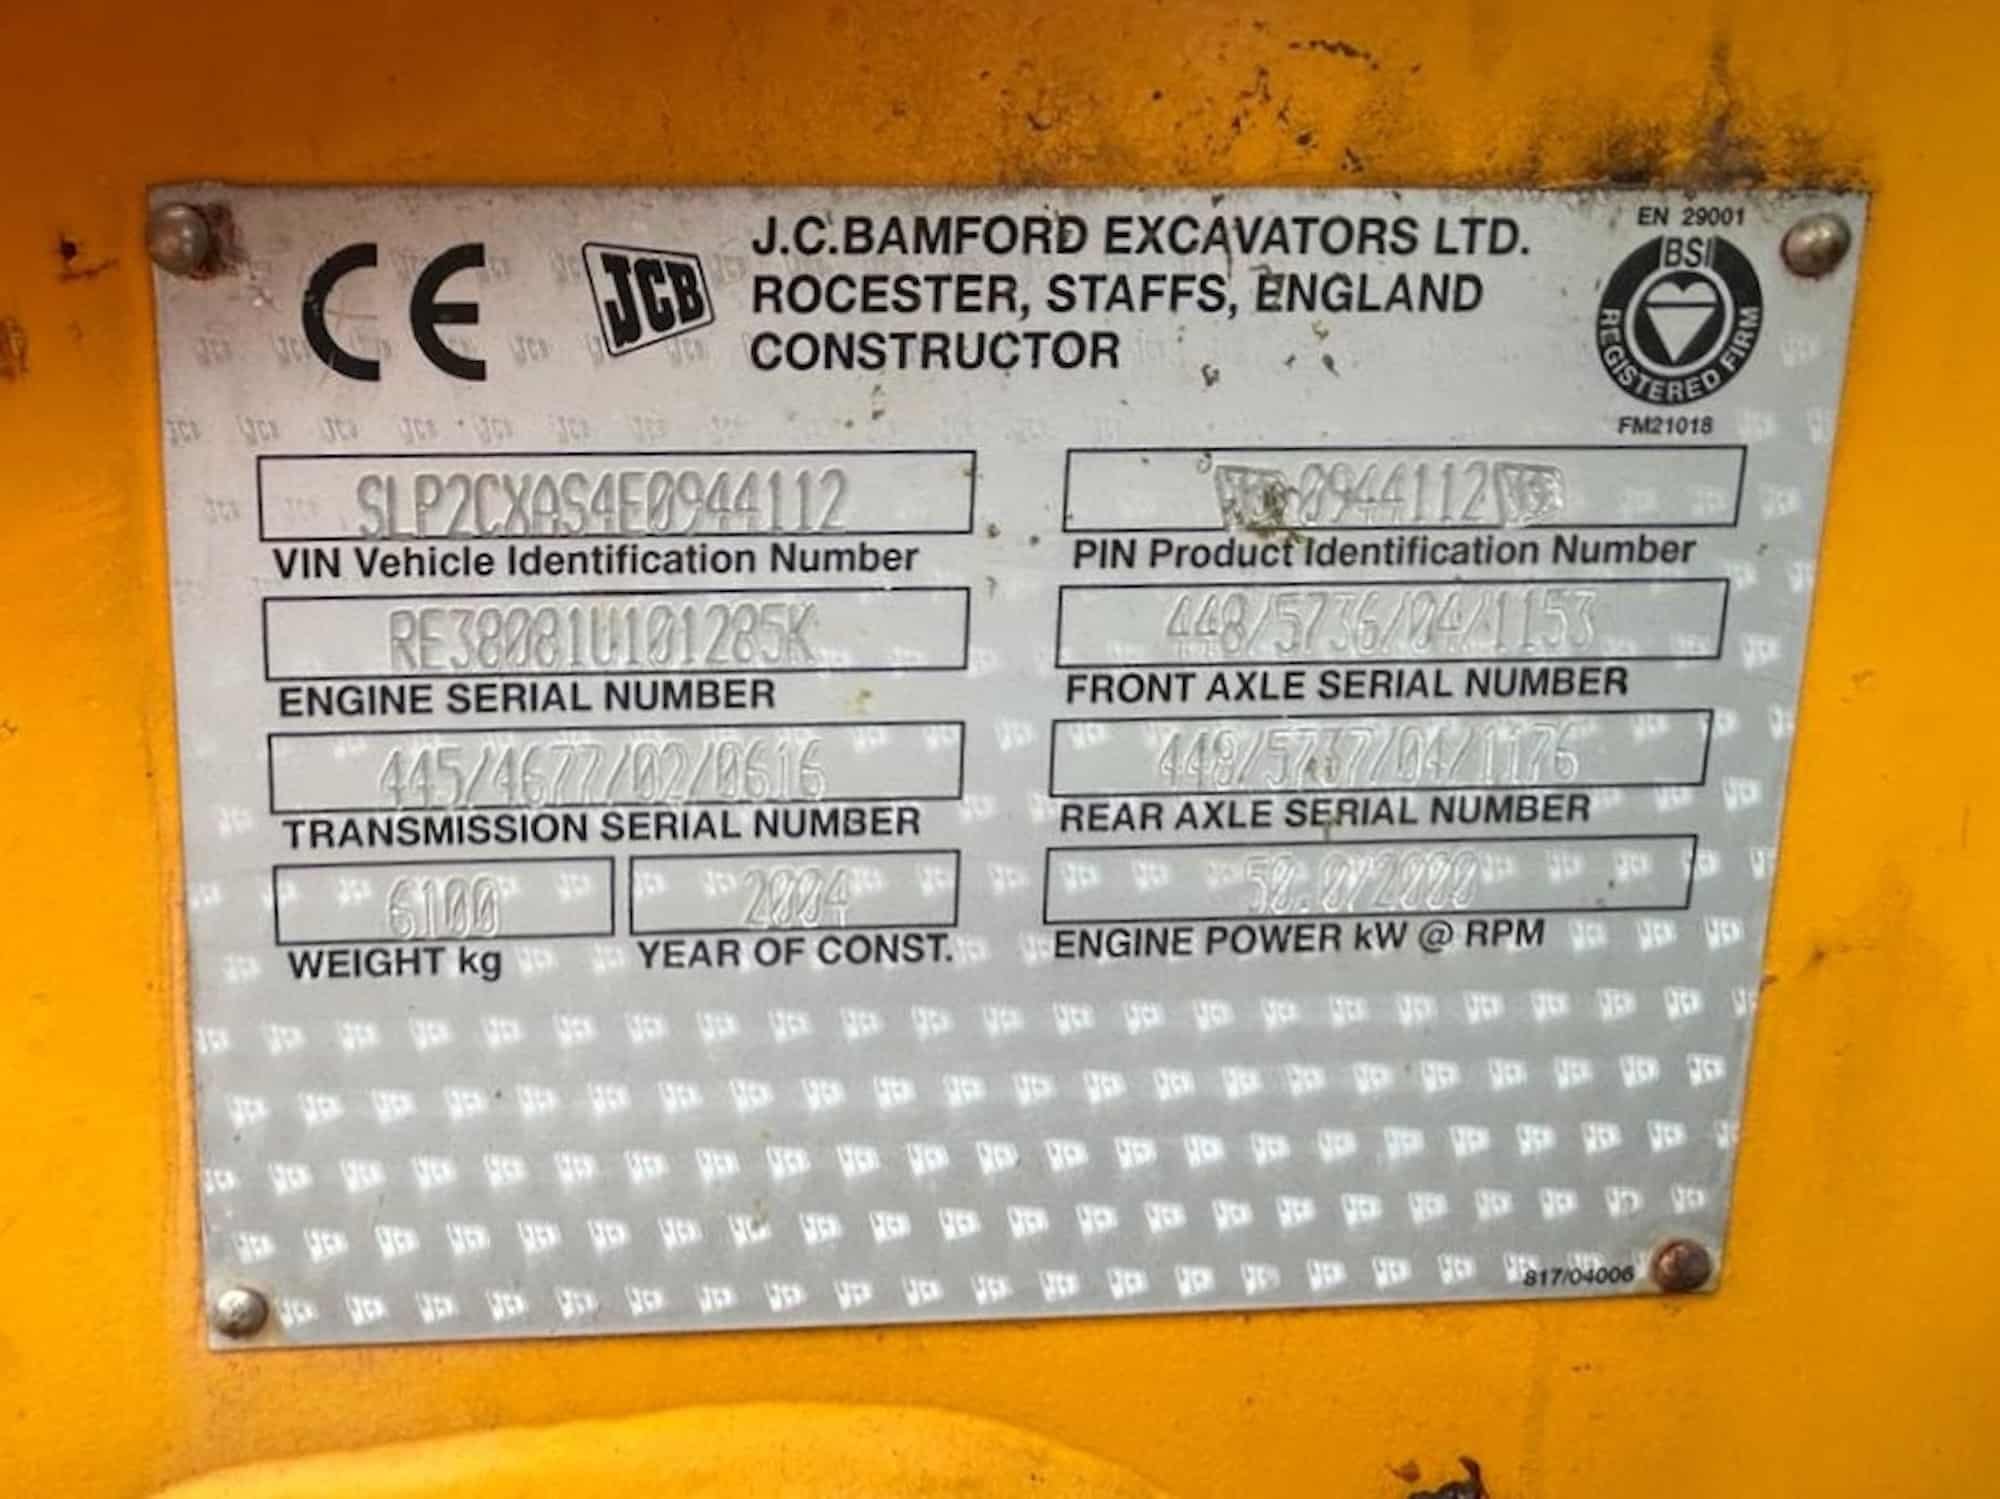 CE
JCB
J.C.BAMFORD EXCAVATORS LTD.
ROCESTER, STAFFS, ENGLAND
CONSTRUCTOR
EN 29001
BSI
REGISTERED FIRM
FM21018
SLP2CXAS4E0944112
VIN Vehicle Identification Number
JCB 0944112 JCB
PIN Product Identification Number
RE38081U101285K
ENGINE SERIAL NUMBER
448/5736/04/1153
FRONT AXLE SERIAL NUMBER
445/4677/02/0616
TRANSMISSION SERIAL NUMBER
448/5737/04/1176
REAR AXLE SERIAL NUMBER
6100
WEIGHT kg
2004
YEAR OF CONST.
50.0/2000
ENGINE POWER kW @ RPM
817/04006